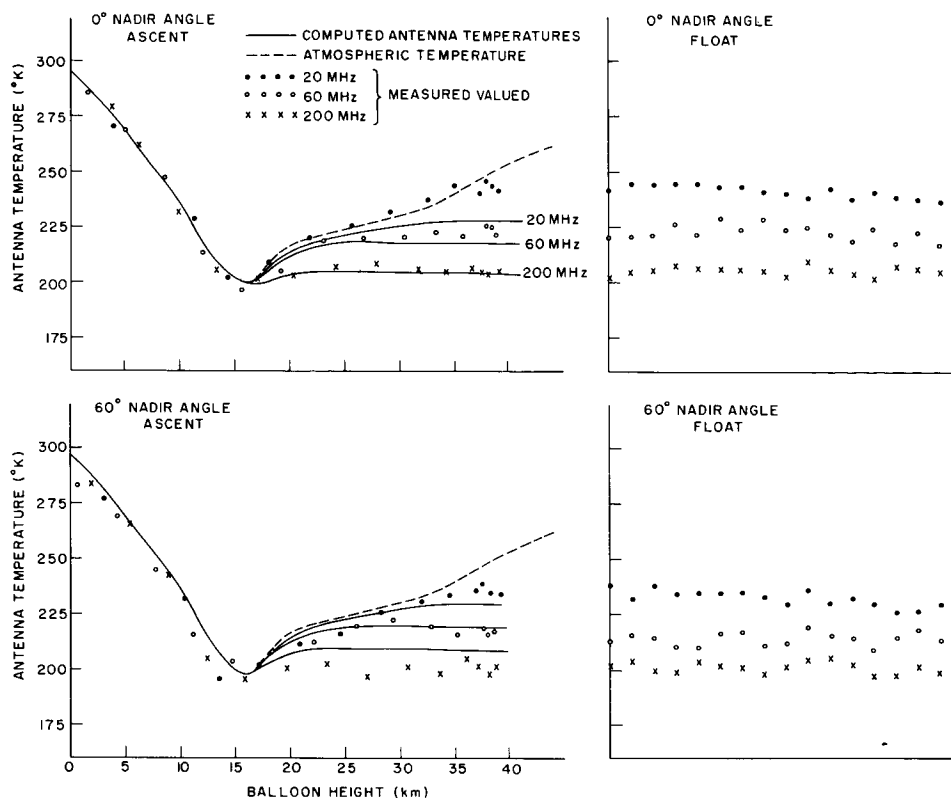 0° NADIR ANGLE
ASCENT
COMPUTED ANTENNA TEMPERATURES
ATMOSPHERIC TEMPERATURE
20 MHz
60 MHz
200 MHz
MEASURED VALUED
ANTENNA TEMPERATURE (°K)
300
275
250
225
200
175
20 MHz
60 MHz
200 MHz
0° NADIR ANGLE
FLOAT
60° NADIR ANGLE
ASCENT
ANTENNA TEMPERATURE (°K)
300
275
250
225
200
175
0 5 10 15 20 25 30 35 40
BALLOON HEIGHT (km)
60° NADIR ANGLE
FLOAT